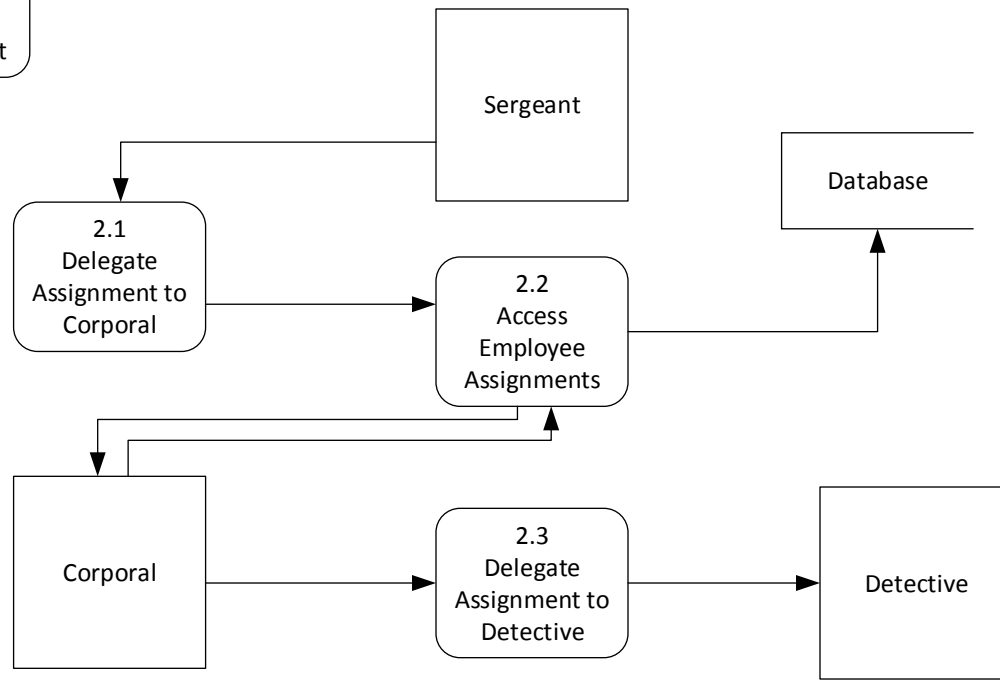 t
Sergeant
Database
2.1
Delegate
Assignment to
Corporal
2.2
Access
Employee
Assignments
Corporal
2.3
Delegate
Assignment to
Detective
Detective